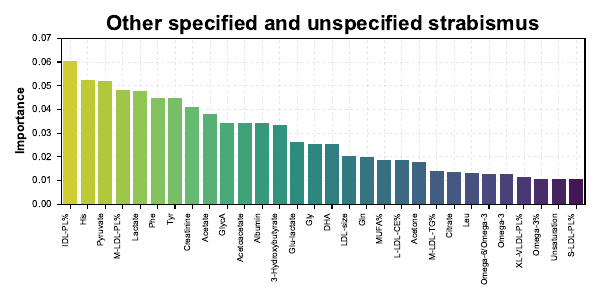 Other specified and unspecified strabismus
Importance
0.07
0.06
0.05
0.04
0.03
0.02
0.01
0.00
IDL-PL%
His
Pyruvate
M-LDL-PL%
Lactate
Phe
Tyr
Creatinine
Acetate
GlycA
Acetoacetate
Albumin
3-Hydroxybutyrate
Glu-lactate
Gly
DHA
LDL-size
Gln
MUFA%
L-LDL-CE%
Acetone
M-LDL-TG%
Citrate
Leu
Omega-6/Omega-3
Omega-3
XL-VLDL-PL%
Omega-3%
Unsaturation
S-LDL-PL%